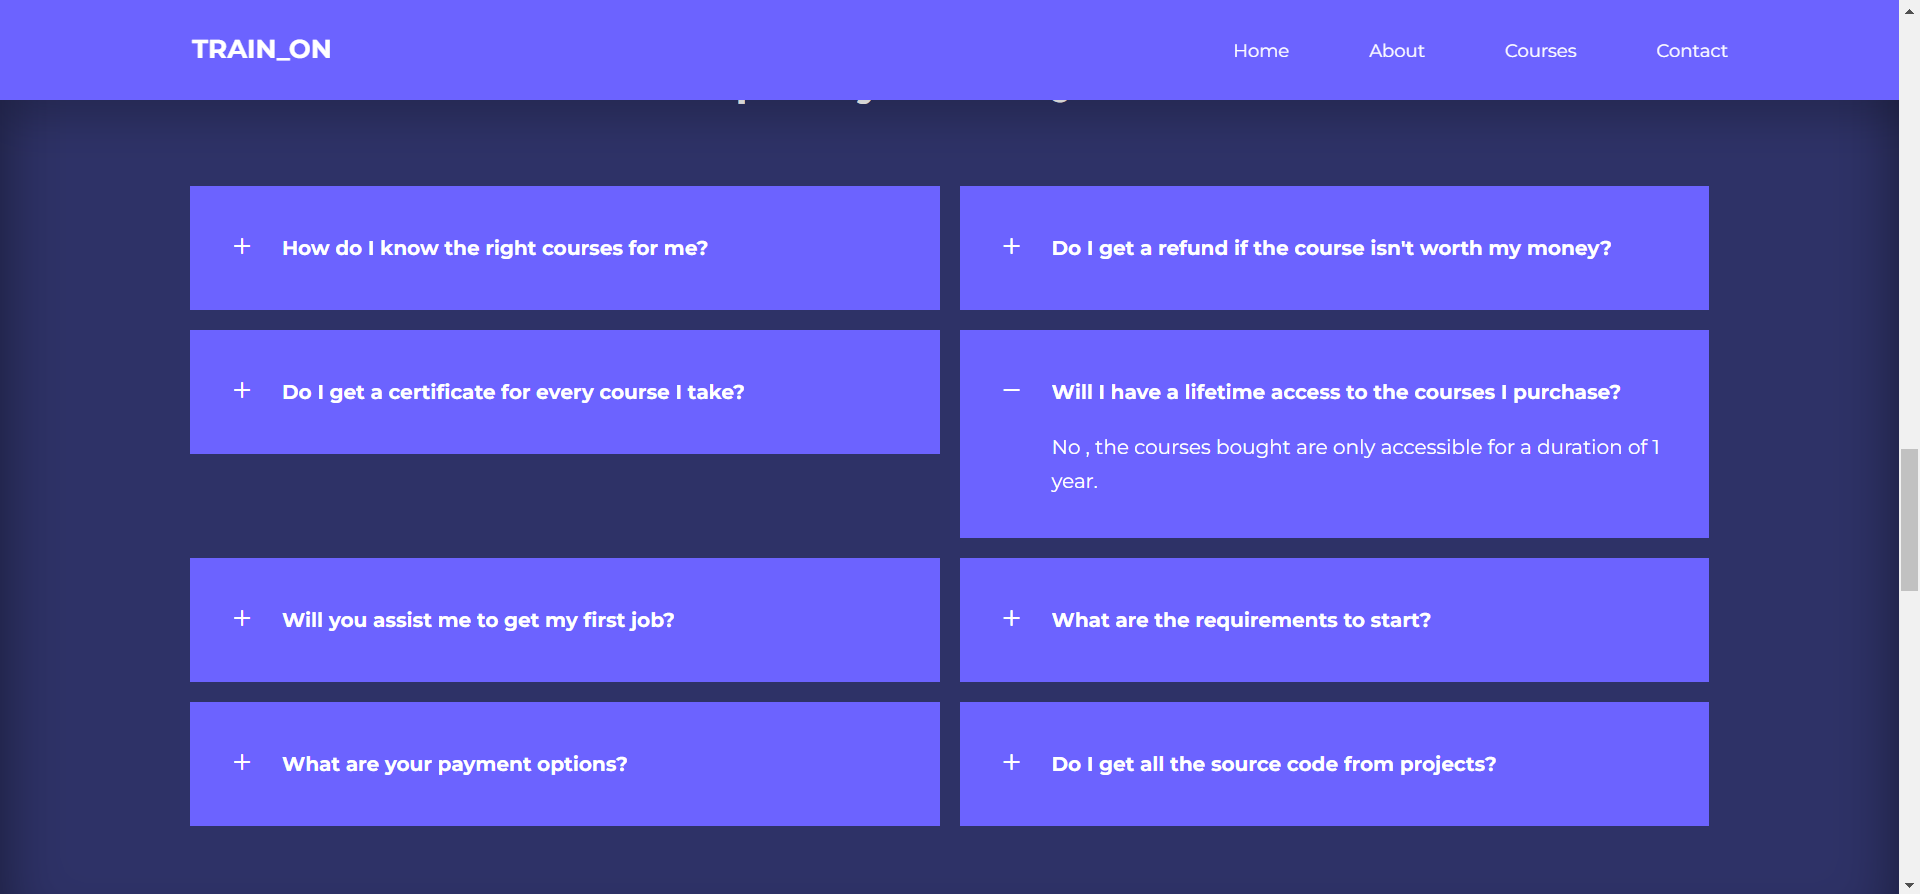 TRAIN_ON
Home
About
Courses
Contact
How do I know the right courses for me?
Do I get a refund if the course isn't worth my money?
Do I get a certificate for every course I take?
Will I have a lifetime access to the courses I purchase?
No , the courses bought are only accessible for a duration of 1
year.
Will you assist me to get my first job?
What are the requirements to start?
What are your payment options?
Do I get all the source code from projects?